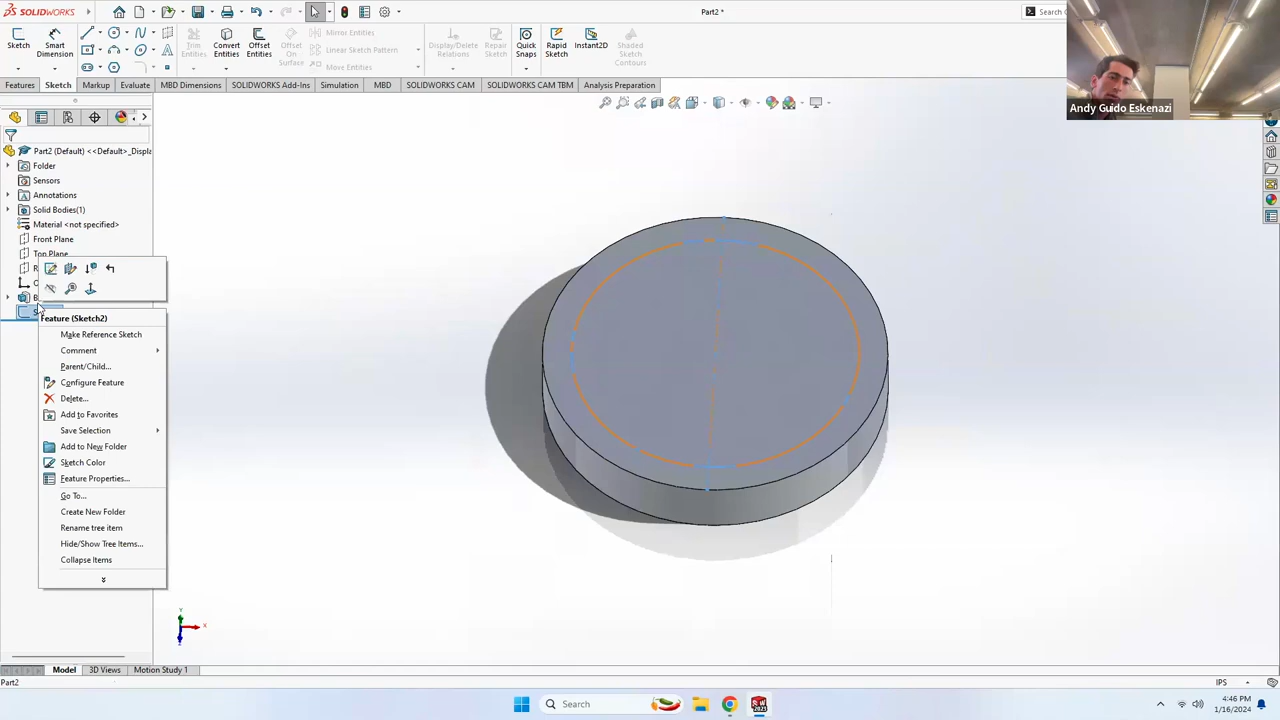 SOLIDWORKS
Part2 *
Search Co
Sketch
Smart Dimension
Trim Entities
Convert Entities
Offset Entities
Offset On Surface
Mirror Entities
Linear Sketch Pattern
Move Entities
Display/Delete Relations
Repair Sketch
Quick Snaps
Rapid Sketch
Instant2D
Shaded Sketch Contours
Features
Sketch
Markup
Evaluate
MBD Dimensions
SOLIDWORKS Add-Ins
Simulation
MBD
SOLIDWORKS CAM
SOLIDWORKS CAM TBM
Analysis Preparation
Andy Guido Eskenazi
Part2 (Default) <<Default>_Displa
Folder
Sensors
Annotations
Solid Bodies(1)
Material <not specified>
Front Plane
Top Plane
Feature (Sketch2)
Make Reference Sketch
Comment
Parent/Child...
Configure Feature
Delete...
Add to Favorites
Save Selection
Add to New Folder
Sketch Color
Feature Properties...
Go To...
Create New Folder
Rename tree item
Hide/Show Tree Items...
Collapse Items
Y
X
Z
Model
3D Views
Motion Study 1
Part2
IPS
Search
4:46 PM
1/16/2024